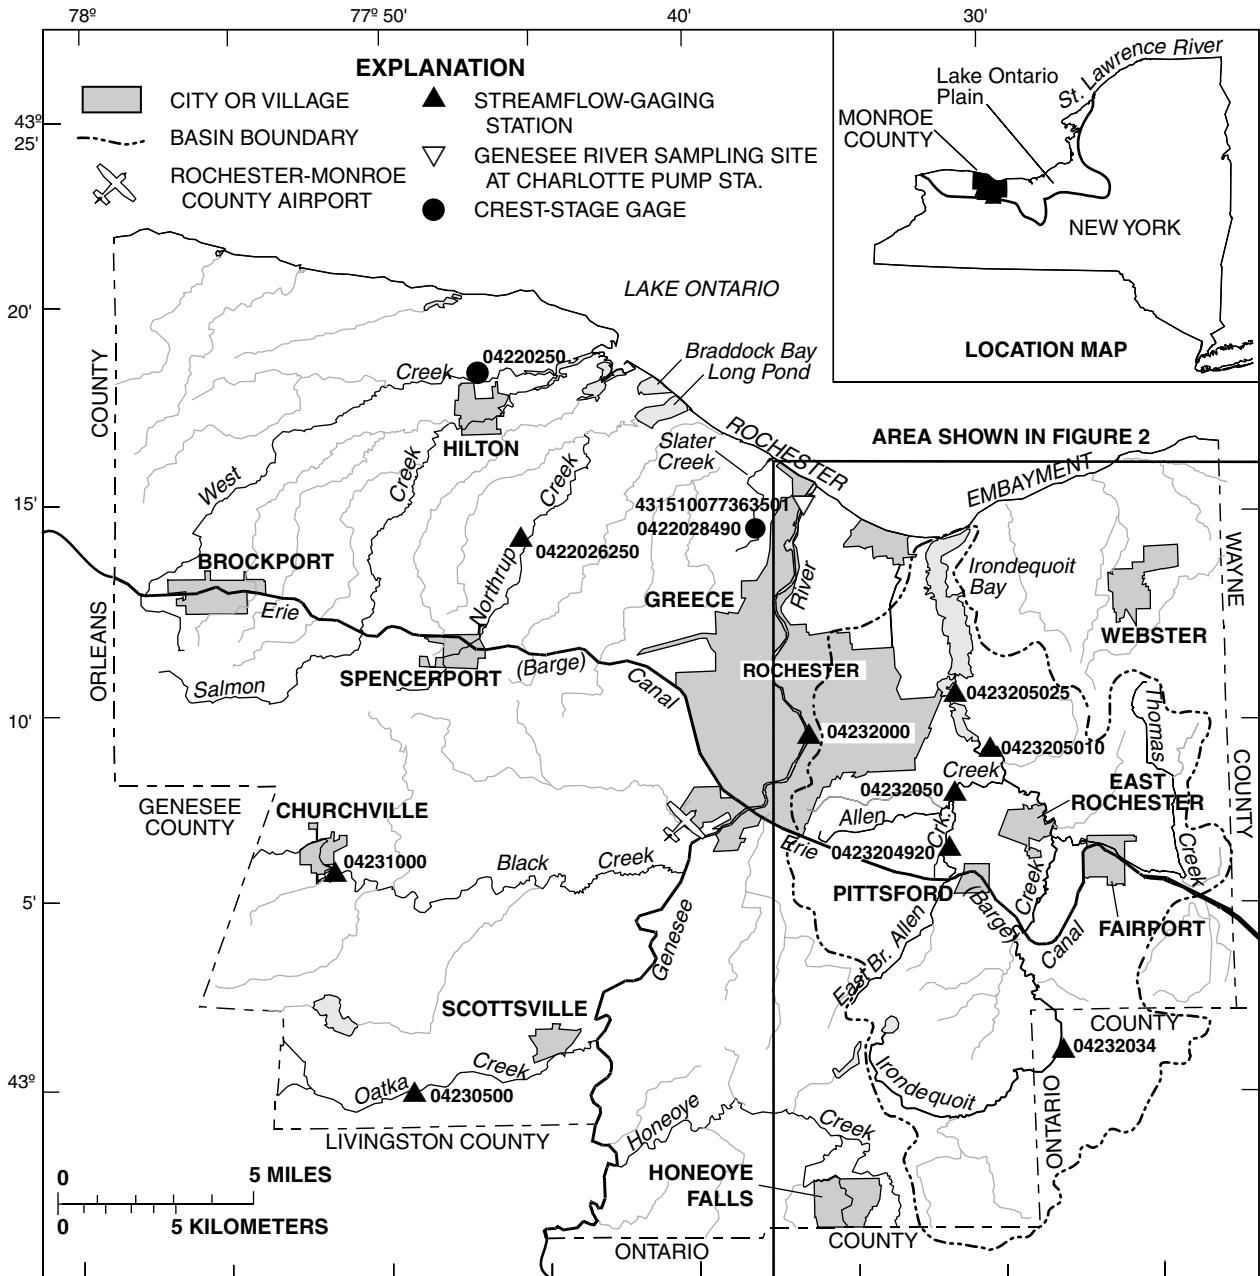 78º
77º 50'
40'
30'
43º
25'
20'
15'
10'
5'
43º
EXPLANATION
CITY OR VILLAGE
BASIN BOUNDARY
ROCHESTER-MONROE
COUNTY AIRPORT
STREAMFLOW-GAGING
STATION
GENESEE RIVER SAMPLING SITE
AT CHARLOTTE PUMP STA.
CREST-STAGE GAGE
St. Lawrence River
Lake Ontario
Plain
MONROE
COUNTY
NEW YORK
LOCATION MAP
LAKE ONTARIO
04220250
Creek
Braddock Bay
Long Pond
HILTON
COUNTY
West
Creek
Creek
Slater
Creek
ROCHESTER
AREA SHOWN IN FIGURE 2
EMBAYMENT
431510077363501
0422028490
0422026250
Northrup
BROCKPORT
Erie
GREECE
River
Irondequoit
Bay
WAYNE
WEBSTER
ORLEANS
Salmon
SPENCERPORT
(Barge)
Canal
ROCHESTER
04232000
0423205025
0423205010
Thomas
COUNTY
GENESEE
COUNTY
CHURCHVILLE
04231000
Black
Creek
Creek
04232050
Allen
Crk.
Erie
0423204920
EAST
ROCHESTER
Creek
PITTSFORD
Creek
(Barge)
Canal
FAIRPORT
Genesee
East Br. Allen
SCOTTSVILLE
Creek
Oatka
04230500
LIVINGSTON COUNTY
Honeoye
Creek
Irondequoit
COUNTY
04232034
ONTARIO
HONEOYE
FALLS
ONTARIO
COUNTY
0
5 MILES
0
5 KILOMETERS